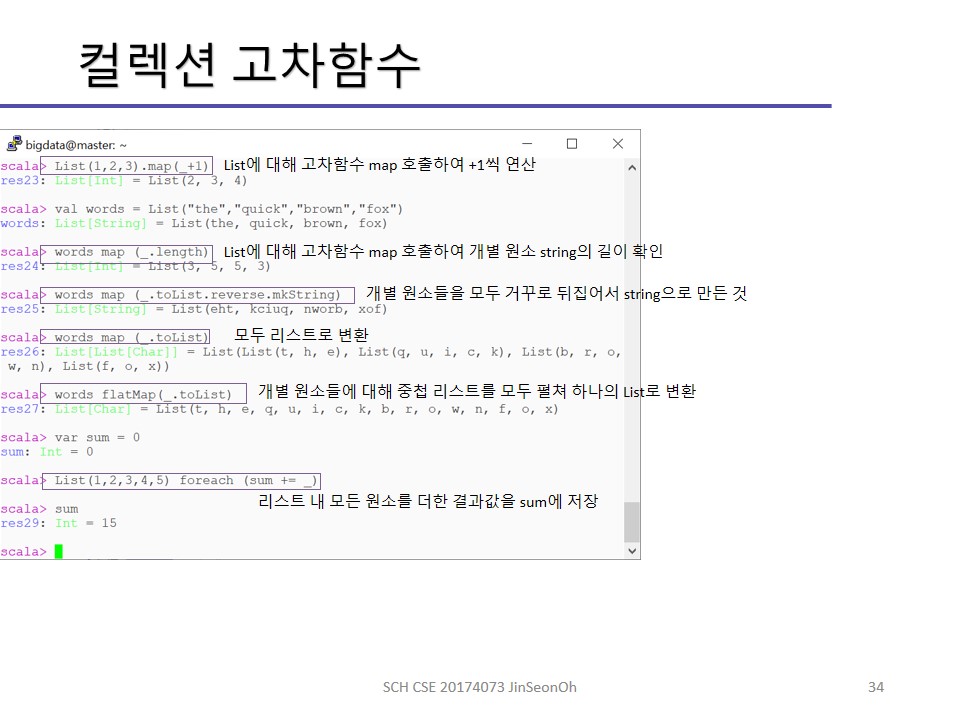 컬렉션 고차함수
bigdata@master: ~
scala> List(1,2,3).map(_+1) List에 대해 고차함수 map 호출하여 +1씩 연산
res23: List[Int] = List(2, 3, 4)
scala> val words = List("the","quick","brown","fox")
words: List[String] = List(the, quick, brown, fox)
scala> words map (_.length) List에 대해 고차함수 map 호출하여 개별 원소 string의 길이 확인
res24: List[Int] = List(3, 5, 5, 3)
scala> words map (_.toList.reverse.mkString) 개별 원소들을 모두 거꾸로 뒤집어서 string으로 만든 것
res25: List[String] = List(eht, kciuq, nworb, xof)
scala> words map (_.toList) 모두 리스트로 변환
res26: List[List[Char]] = List(List(t, h, e), List(q, u, i, c, k), List(b, r, o,
w, n), List(f, o, x))
scala> words flatMap(_.toList) 개별 원소들에 대해 중첩 리스트를 모두 펼쳐 하나의 List로 변환
res27: List[Char] = List(t, h, e, q, u, i, c, k, b, r, o, w, n, f, o, x)
scala> var sum = 0
sum: Int = 0
scala> List(1,2,3,4,5) foreach (sum += _)
리스트 내 모든 원소를 더한 결과값을 sum에 저장
scala> sum
res29: Int = 15
scala>
SCH CSE 20174073 JinSeonOh
34